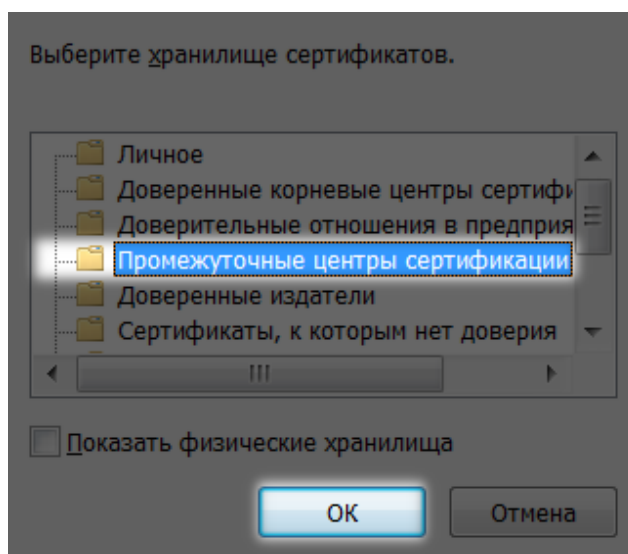 Выберите хранилище сертификатов.
Личное
Доверенные корневые центры сертифи
Доверительные отношения в предприя
Промежуточные центры сертификации
Доверенные издатели
Сертификаты, к которым нет доверия
Показать физические хранилища
ОК
Отмена